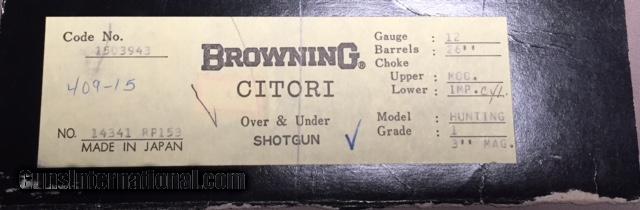 Code No.
1503943
409-15
NO. 14341 RP153
MADE IN JAPAN
BROWNING®
CITORI
Over & Under
SHOTGUN
Gauge : 12
Barrels : 26"
Choke
Upper : MOD.
Lower : IMP. Cyl.
Model : HUNTING
Grade : 1
3" MAG.
GunsInternational.com